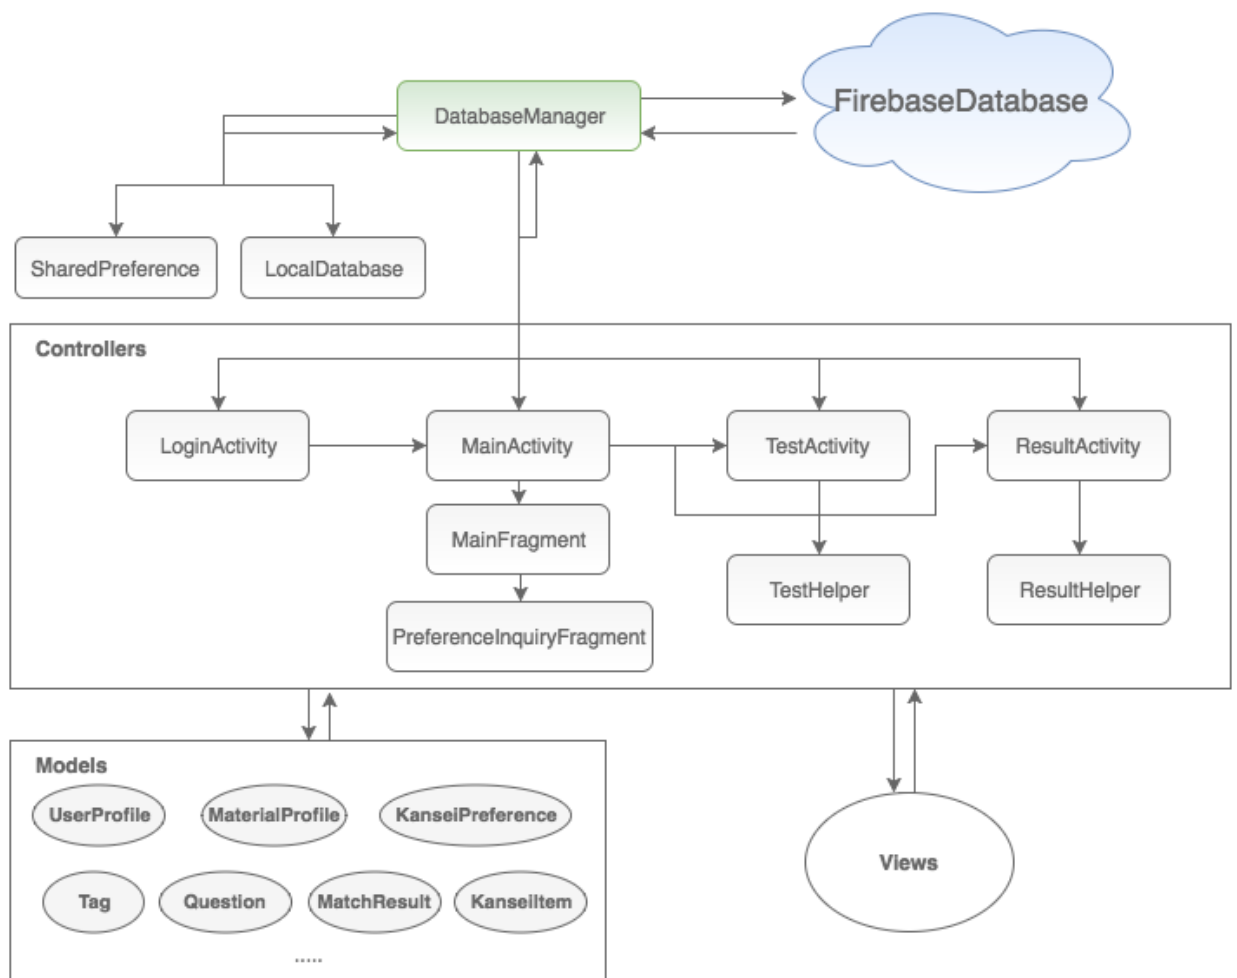 FirebaseDatabase
DatabaseManager
SharedPreference
LocalDatabase
Controllers
LoginActivity
MainActivity
TestActivity
ResultActivity
MainFragment
TestHelper
ResultHelper
PreferenceInquiryFragment
Models
UserProfile
MaterialProfile
KanseiPreference
Views
Tag
Question
MatchResult
KanseiItem
.....